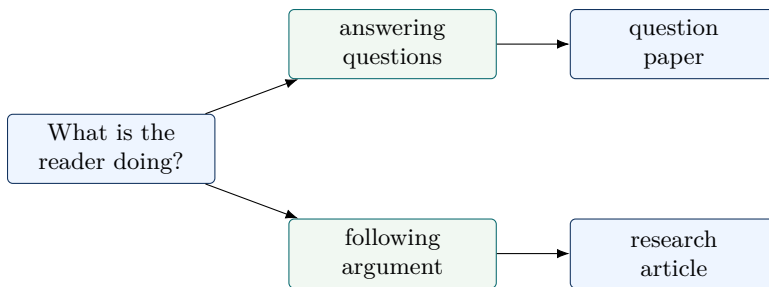 What is the
reader doing?
answering
questions
question
paper
following
argument
research
article